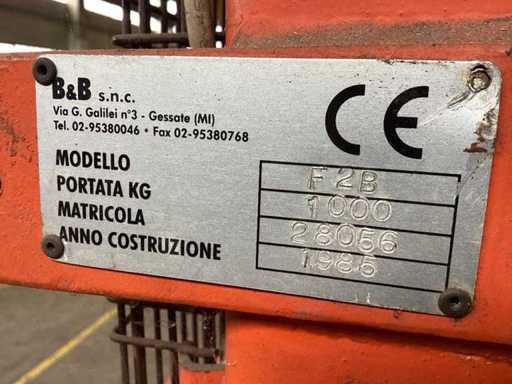 B&B s.n.c.
Via G. Galilei n°3 - Gessate (MI)
Tel. 02-95380046 • Fax 02-95380768
CE
MODELLO F2B
PORTATA KG 1000
MATRICOLA 28056
ANNO COSTRUZIONE 1985